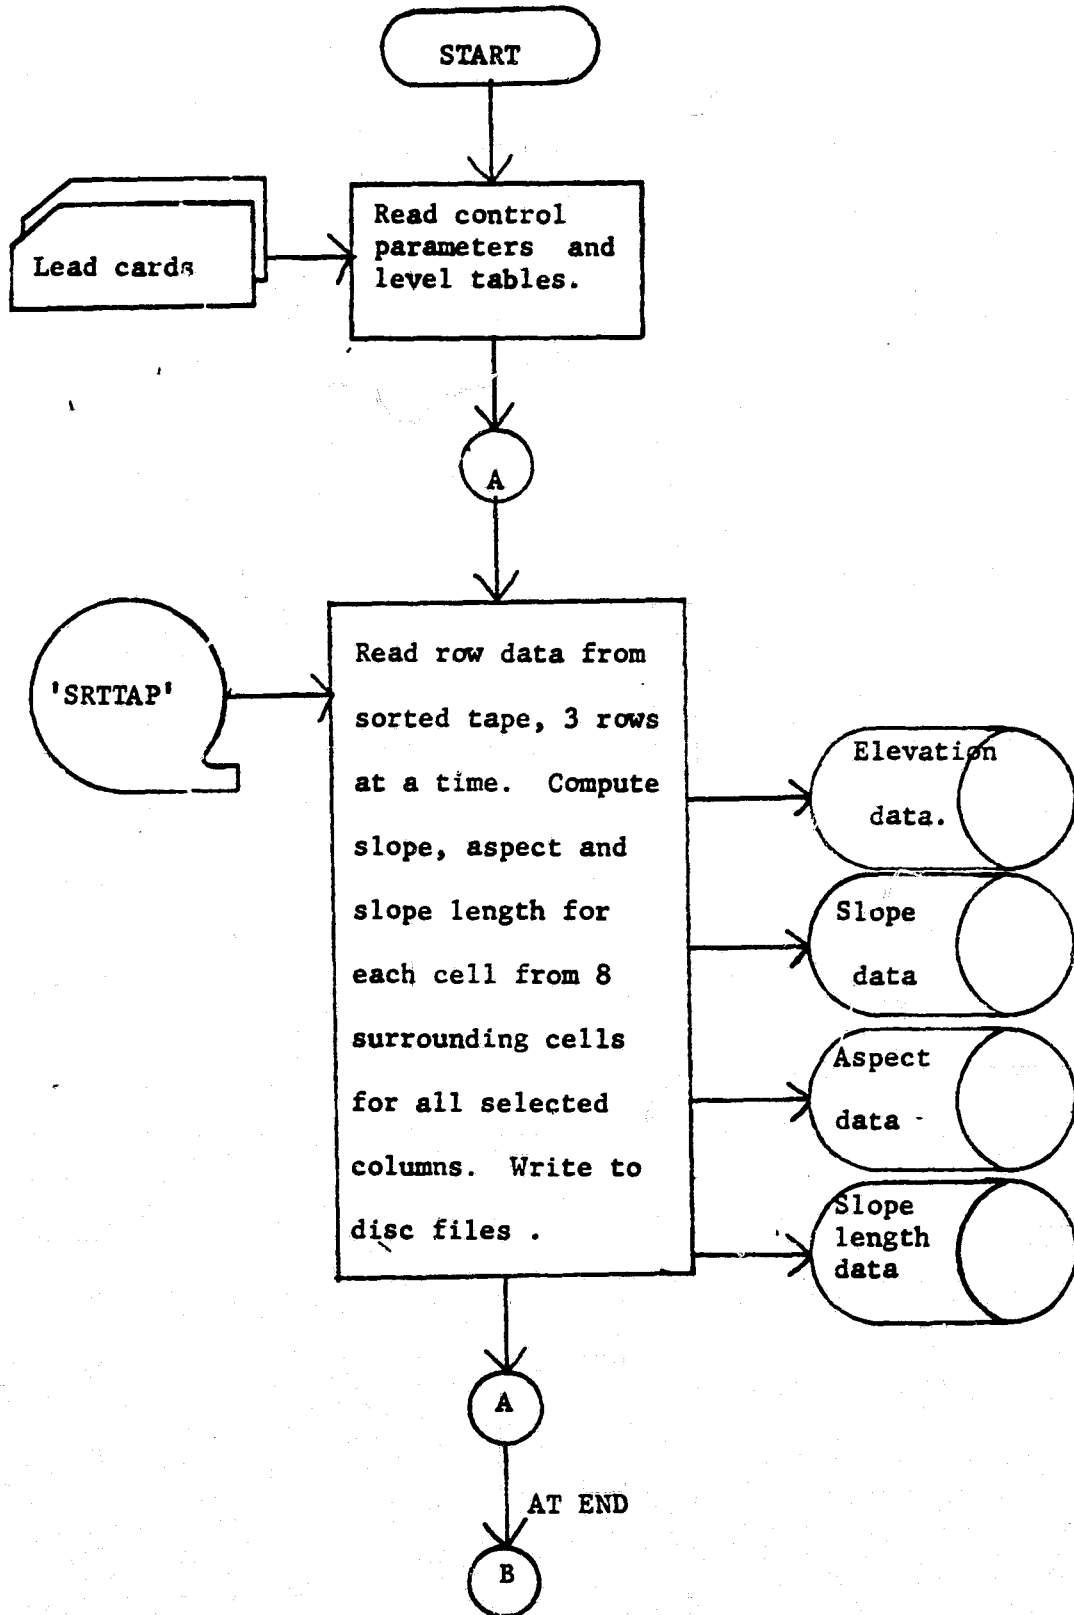 START
Read control
parameters and
level tables.
Lead cards
A
'SRTTAP'
Read row data from
sorted tape, 3 rows
at a time. Compute
slope, aspect and
slope length for
each cell from 8
surrounding cells
for all selected
columns. Write to
disc files .
Elevation
data.
Slope
data
Aspect
data
Slope
length
data
A
AT END
B